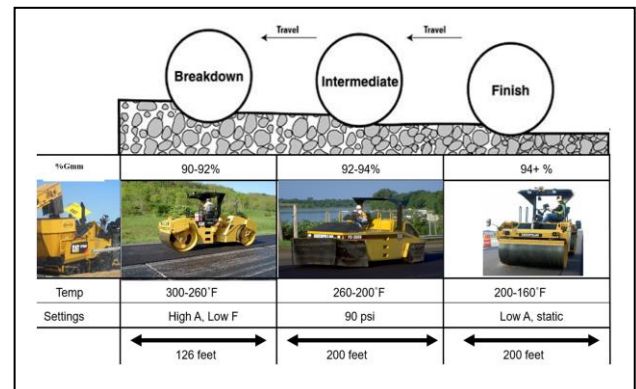 Travel
Travel
Breakdown
Intermediate
Finish
%Gmm 90-92% 92-94% 94+ %
Temp 300-260˚F 260-200˚F 200-160˚F
Settings High A, Low F 90 psi Low A, static
126 feet 200 feet 200 feet